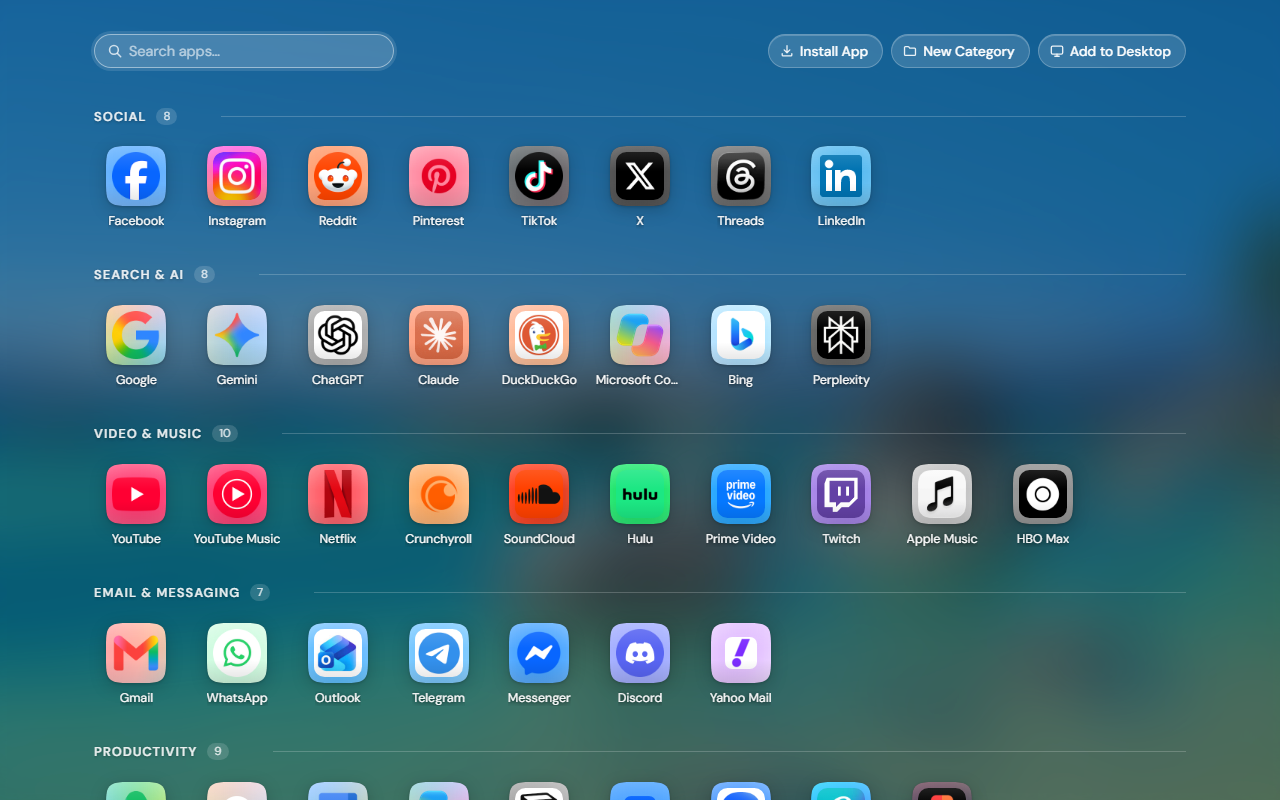 Search apps...
Install App
New Category
Add to Desktop
SOCIAL 8
Facebook Instagram Reddit Pinterest TikTok X Threads LinkedIn
SEARCH & AI 8
Google Gemini ChatGPT Claude DuckDuckGo Microsoft Co... Bing Perplexity
VIDEO & MUSIC 10
hulu prime video
YouTube YouTube Music Netflix Crunchyroll SoundCloud Hulu Prime Video Twitch Apple Music HBO Max
EMAIL & MESSAGING 7
Gmail WhatsApp Outlook Telegram Messenger Discord Yahoo Mail
PRODUCTIVITY 9